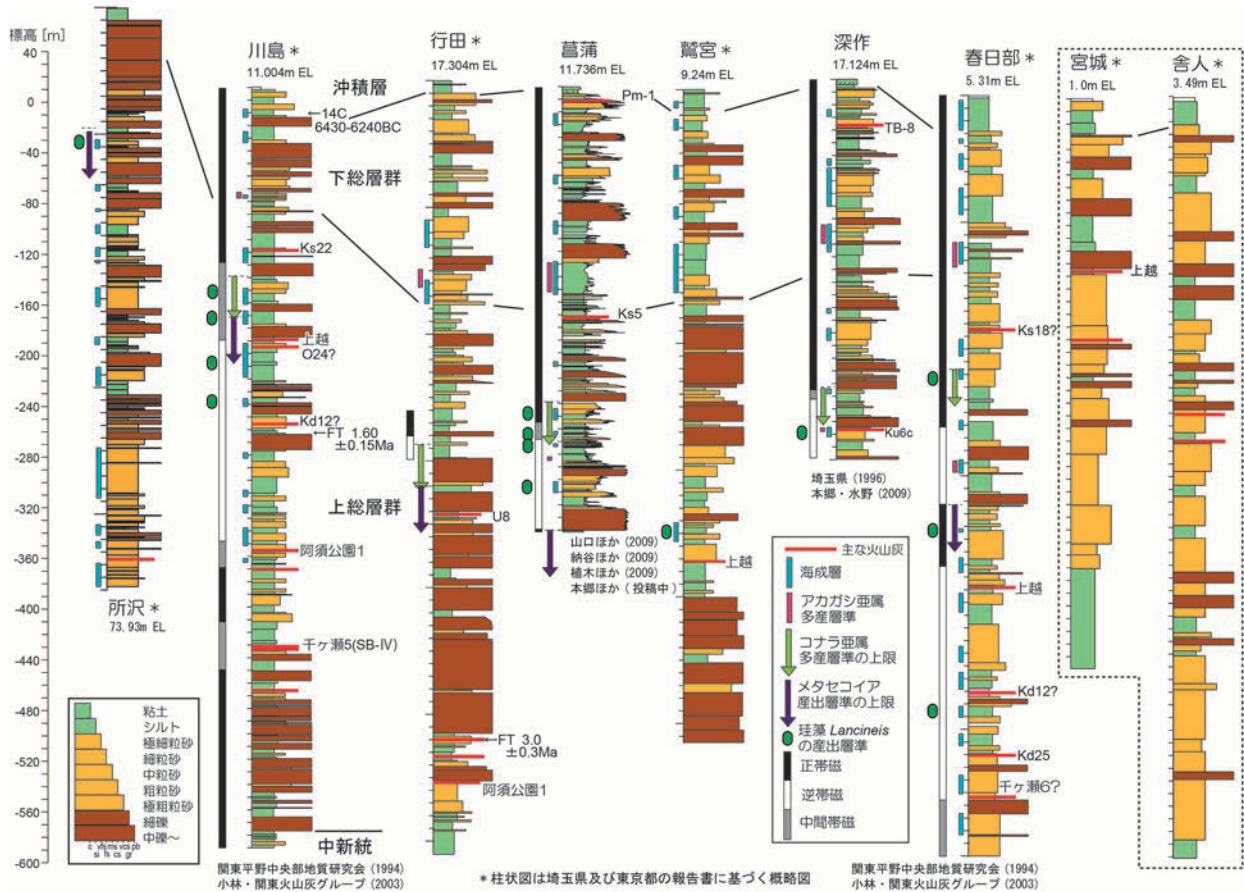 標高 [m]
40
0
-40
-80
-120
-160
-200
-240
-280
-320
-360
-400
-440
-480
-520
-560
-600
所沢*
73.93m EL
川島*
11.004m EL
沖積層
←14C
6430-6240BC
下総層群
Ks22
上越
O24?
Kd12?
←FT 1.60
±0.15Ma
上総層群
阿須公園1
千ヶ瀬5(SB-IV)
中新統
関東平野中央部地質研究会 (1994)
小林・関東火山灰グループ (2003)
行田*
17.304m EL
U8
←FT 3.0
±0.3Ma
阿須公園1
菖蒲
11.736m EL
Pm-1
Ks5
山口ほか (2009)
納谷ほか (2009)
植木ほか (2009)
本郷ほか (投稿中)
鷲宮*
9.24m EL
上越
深作
17.124m EL
TB-8
Ku6c
埼玉県 (1996)
本郷・水野 (2009)
春日部*
5.31m EL
Ks18?
上越
Kd12?
Kd25
千ヶ瀬6?
関東平野中央部地質研究会 (1994)
小林・関東火山灰グループ (2003)
宮城*
1.0m EL
上越
舎人*
3.49m EL
粘土
シルト
極細粒砂
細粒砂
中粒砂
粗粒砂
極粗粒砂
細礫
中礫〜
c vfs ms vcs pb
si fs cs gr
主な火山灰
海成層
アカガシ亜属
多産層準
コナラ亜属
多産層準の上限
メタセコイア
産出層準の上限
珪藻 Lancineis
の産出層準
正帯磁
逆帯磁
中間帯磁
*柱状図は埼玉県及び東京都の報告書に基づく概略図